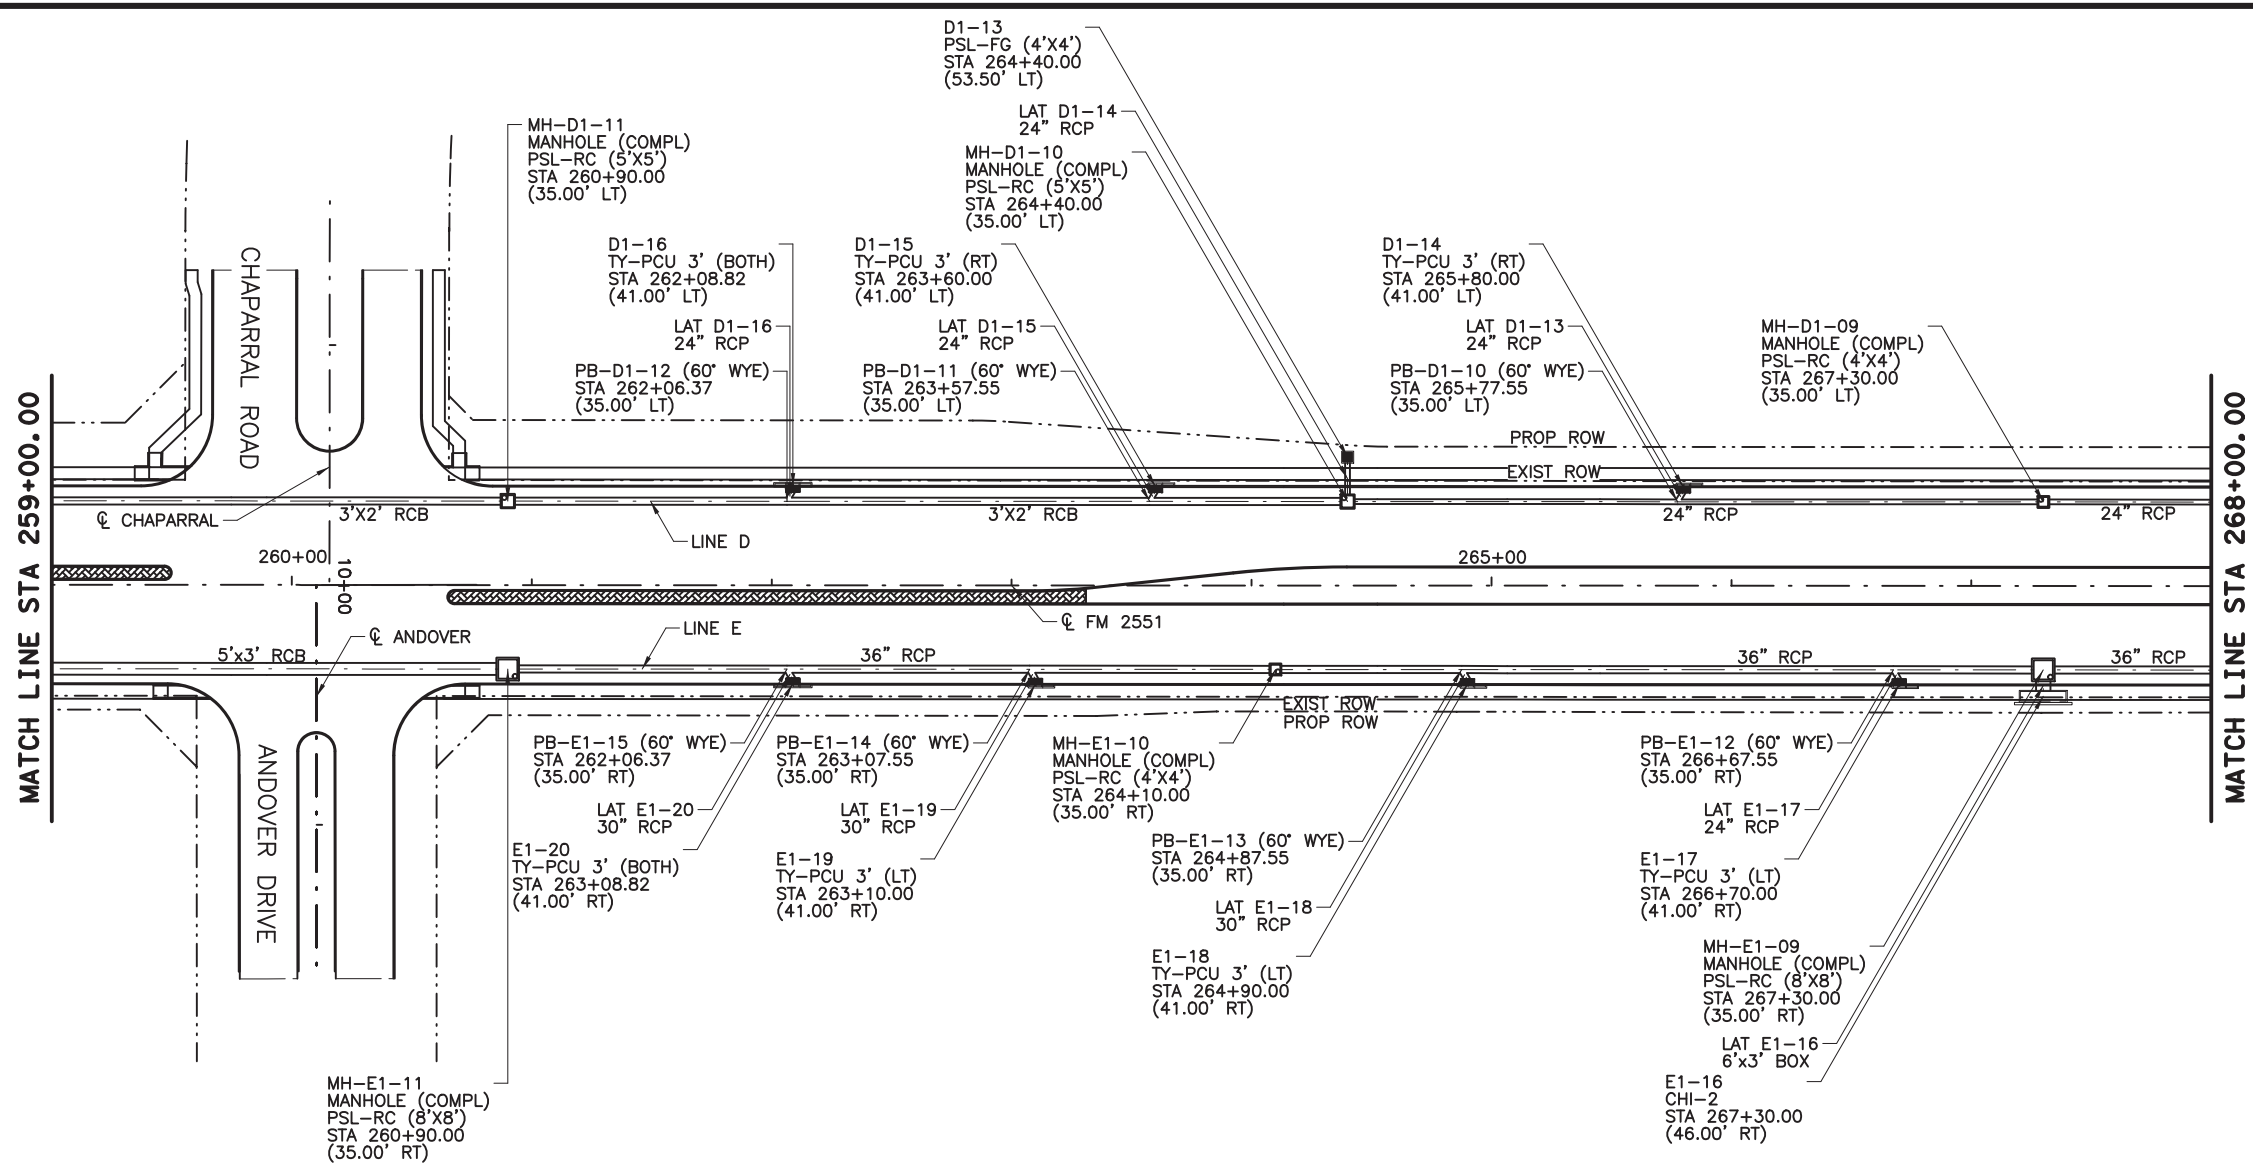 D1-13
PSL-FG (4'X4')
STA 264+40.00
(53.50' LT)
LAT D1-14
24" RCP
MH-D1-10
MANHOLE (COMPL)
PSL-RC (5'X5')
STA 264+40.00
(35.00' LT)
MH-D1-11
MANHOLE (COMPL)
PSL-RC (5'X5')
STA 260+90.00
(35.00' LT)
D1-16
TY-PCU 3' (BOTH)
STA 262+08.82
(41.00' LT)
LAT D1-16
24" RCP
PB-D1-12 (60° WYE)
STA 262+06.37
(35.00' LT)
D1-15
TY-PCU 3' (RT)
STA 263+60.00
(41.00' LT)
LAT D1-15
24" RCP
PB-D1-11 (60° WYE)
STA 263+57.55
(35.00' LT)
D1-14
TY-PCU 3' (RT)
STA 265+80.00
(41.00' LT)
LAT D1-13
24" RCP
PB-D1-10 (60° WYE)
STA 265+77.55
(35.00' LT)
MH-D1-09
MANHOLE (COMPL)
PSL-RC (4'X4')
STA 267+30.00
(35.00' LT)
CHAPARRAL ROAD
PROP ROW
EXIST ROW
MATCH LINE STA 259+00.00
MATCH LINE STA 268+00.00
℄ CHAPARRAL
3'X2' RCB
3'X2' RCB
24" RCP
24" RCP
LINE D
260+00
10+00
265+00
℄ FM 2551
℄ ANDOVER
LINE E
5'x3' RCB
36" RCP
36" RCP
36" RCP
EXIST ROW
PROP ROW
ANDOVER DRIVE
PB-E1-15 (60° WYE)
STA 262+06.37
(35.00' RT)
LAT E1-20
30" RCP
E1-20
TY-PCU 3' (BOTH)
STA 263+08.82
(41.00' RT)
PB-E1-14 (60° WYE)
STA 263+07.55
(35.00' RT)
LAT E1-19
30" RCP
E1-19
TY-PCU 3' (LT)
STA 263+10.00
(41.00' RT)
MH-E1-10
MANHOLE (COMPL)
PSL-RC (4'X4')
STA 264+10.00
(35.00' RT)
PB-E1-13 (60° WYE)
STA 264+87.55
(35.00' RT)
LAT E1-18
30" RCP
E1-18
TY-PCU 3' (LT)
STA 264+90.00
(41.00' RT)
PB-E1-12 (60° WYE)
STA 266+67.55
(35.00' RT)
LAT E1-17
24" RCP
E1-17
TY-PCU 3' (LT)
STA 266+70.00
(41.00' RT)
MH-E1-09
MANHOLE (COMPL)
PSL-RC (8'X8')
STA 267+30.00
(35.00' RT)
LAT E1-16
6'x3' BOX
E1-16
CHI-2
STA 267+30.00
(46.00' RT)
MH-E1-11
MANHOLE (COMPL)
PSL-RC (8'X8')
STA 260+90.00
(35.00' RT)